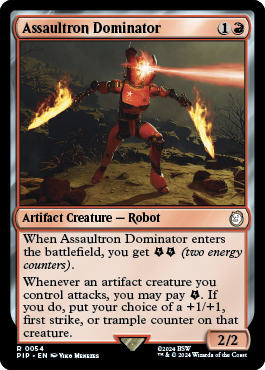 Assaultron Dominator 1
Artifact Creature — Robot
When Assaultron Dominator enters
the battlefield, you get (two energy
counters).
Whenever an artifact creature you
control attacks, you may pay . If
you do, put your choice of a +1/+1,
first strike, or trample counter on that
creature.
2/2
R 0054
PIP • EN Yiko Menezes
©2024 BSW
™ & © 2024 Wizards of the Coast